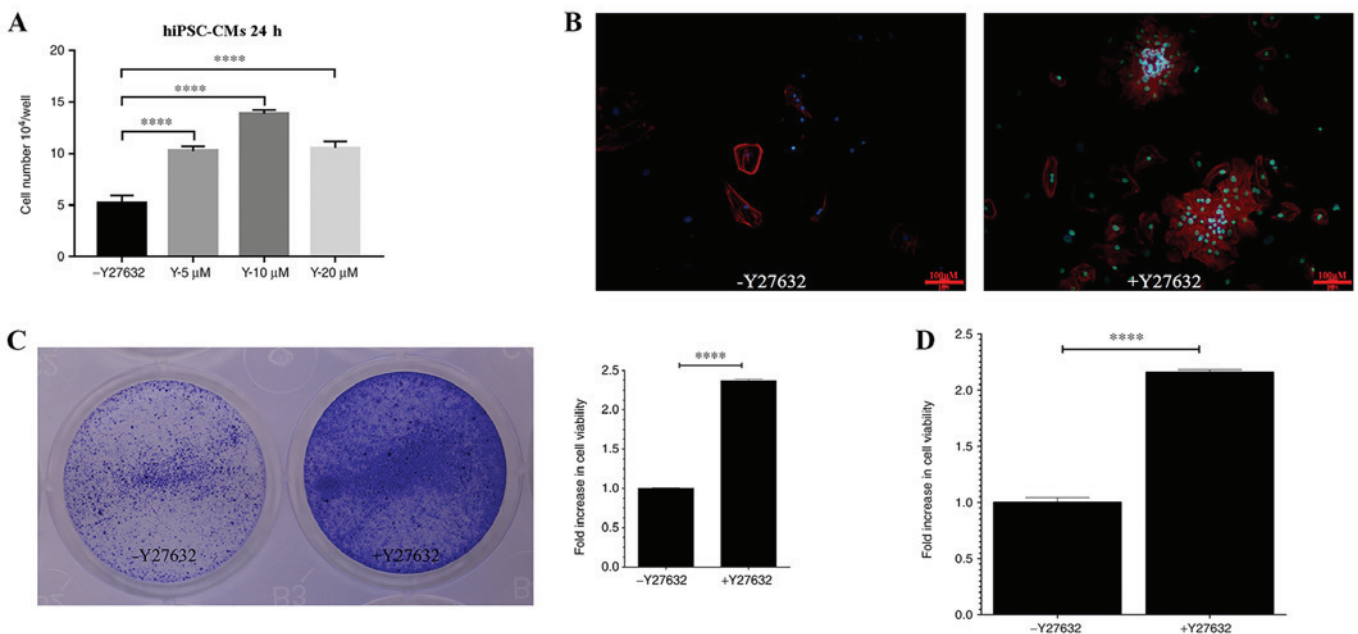 A
hiPSC-CMs 24 h
Cell number 10⁴/well
20
15
10
5
0
****
****
****
–Y27632
Y-5 µM
Y-10 µM
Y-20 µM
B
-Y27632
100µM
+Y27632
100µM
C
–Y27632
+Y27632
B3
Fold increase in cell viability
2.5
2.0
1.5
1.0
0.5
0.0
****
–Y27632
+Y27632
D
Fold increase in cell viability
2.5
2.0
1.5
1.0
0.5
0.0
****
–Y27632
+Y27632